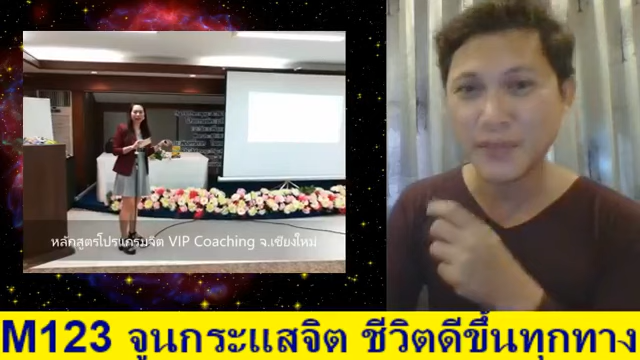 หลักสูตรโปรแกรมจิต VIP Coaching จ.เชียงใหม่
M123 จูนกระแสจิต ชีวิตดีขึ้นทุกทาง